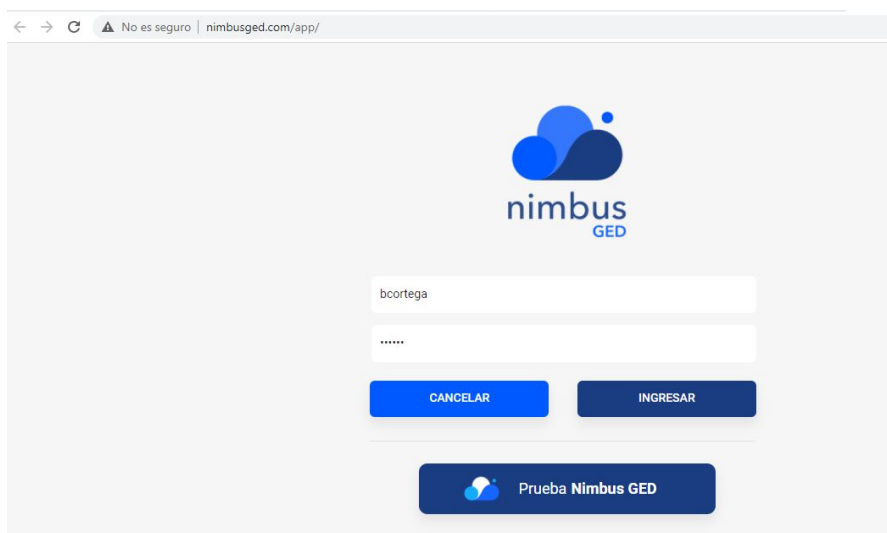 No es seguro | nimbusged.com/app/
nimbus
GED
bcortega
••••••
CANCELAR INGRESAR
Prueba Nimbus GED